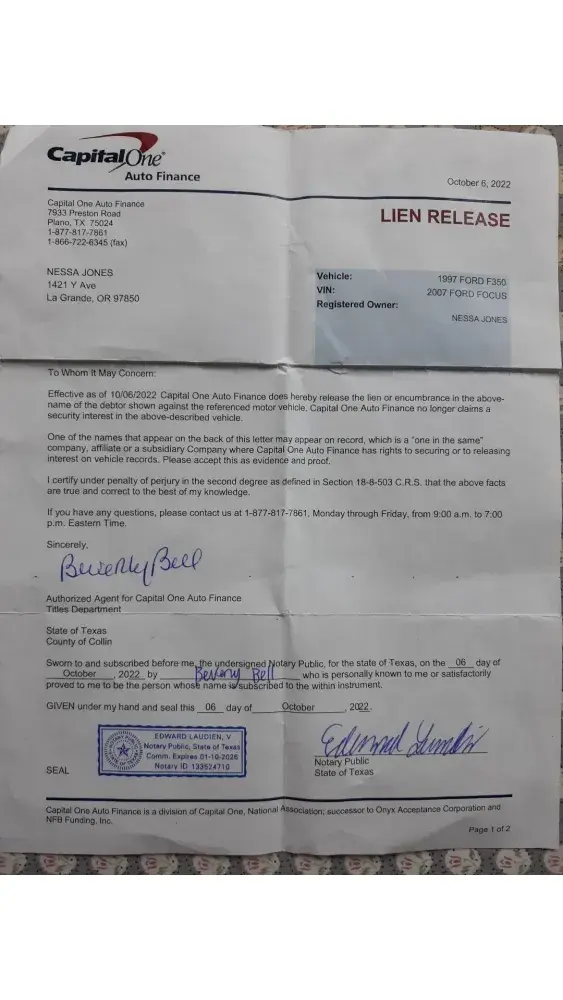 CapitalOne
Auto Finance
October 6, 2022
Capital One Auto Finance
7933 Preston Road
Plano, TX 75024
1-877-817-7861
1-866-722-6345 (fax)
LIEN RELEASE
NESSA JONES
1421 Y Ave
La Grande, OR 97850
Vehicle: 1997 FORD F350
VIN: 2007 FORD FOCUS
Registered Owner:
NESSA JONES
To Whom It May Concern:
Effective as of 10/06/2022 Capital One Auto Finance does hereby release the lien or encumbrance in the above-
name of the debtor shown against the referenced motor vehicle. Capital One Auto Finance no longer claims a
security interest in the above-described vehicle.
One of the names that appear on the back of this letter may appear on record, which is a "one in the same"
company, affiliate or a subsidiary Company where Capital One Auto Finance has rights to securing or to releasing
interest on vehicle records. Please accept this as evidence and proof.
I certify under penalty of perjury in the second degree as defined in Section 18-8-503 C.R.S. that the above facts
are true and correct to the best of my knowledge.
If you have any questions, please contact us at 1-877-817-7861, Monday through Friday, from 9:00 a.m. to 7:00
p.m. Eastern Time.
Sincerely,
Beverly Bell
Authorized Agent for Capital One Auto Finance
Titles Department
State of Texas
County of Collin
Sworn to and subscribed before me, the undersigned Notary Public, for the state of Texas, on the 06 day of
October, 2022 by Beverly Bell who is personally known to me or satisfactorily
proved to me to be the person whose name is subscribed to the within instrument.
GIVEN under my hand and seal this 06 day of October, 2022.
EDWARD LAUDIEN, V
Notary Public, State of Texas
Comm. Expires 01-10-2026
Notary ID 133524710
SEAL
Notary Public
State of Texas
Capital One Auto Finance is a division of Capital One, National Association; successor to Onyx Acceptance Corporation and
NFB Funding, Inc.
Page 1 of 2